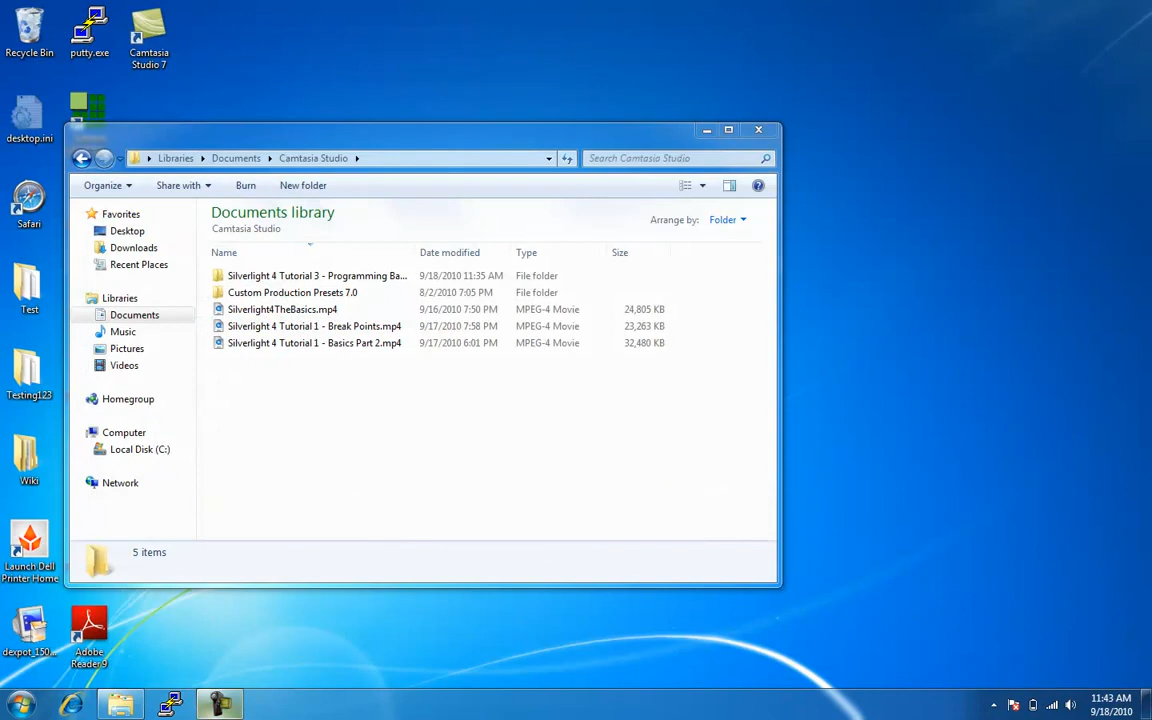 Recycle Bin
putty.exe
Camtasia
Studio 7
desktop.ini
Safari
Test
Testing123
Wiki
Launch Dell
Printer Home
dexpot_150...
Adobe
Reader 9
Libraries
Documents
Camtasia Studio
Search Camtasia Studio
Organize
Share with
Burn
New folder
Favorites
Desktop
Downloads
Recent Places
Libraries
Documents
Music
Pictures
Videos
Homegroup
Computer
Local Disk (C:)
Network
Documents library
Camtasia Studio
Arrange by: Folder
Name Date modified Type Size
Silverlight 4 Tutorial 3 - Programming Ba... 9/18/2010 11:35 AM File folder
Custom Production Presets 7.0 8/2/2010 7:05 PM File folder
Silverlight4TheBasics.mp4 9/16/2010 7:50 PM MPEG-4 Movie 24,805 KB
Silverlight 4 Tutorial 1 - Break Points.mp4 9/17/2010 7:58 PM MPEG-4 Movie 23,263 KB
Silverlight 4 Tutorial 1 - Basics Part 2.mp4 9/17/2010 6:01 PM MPEG-4 Movie 32,480 KB
5 items
11:43 AM
9/18/2010